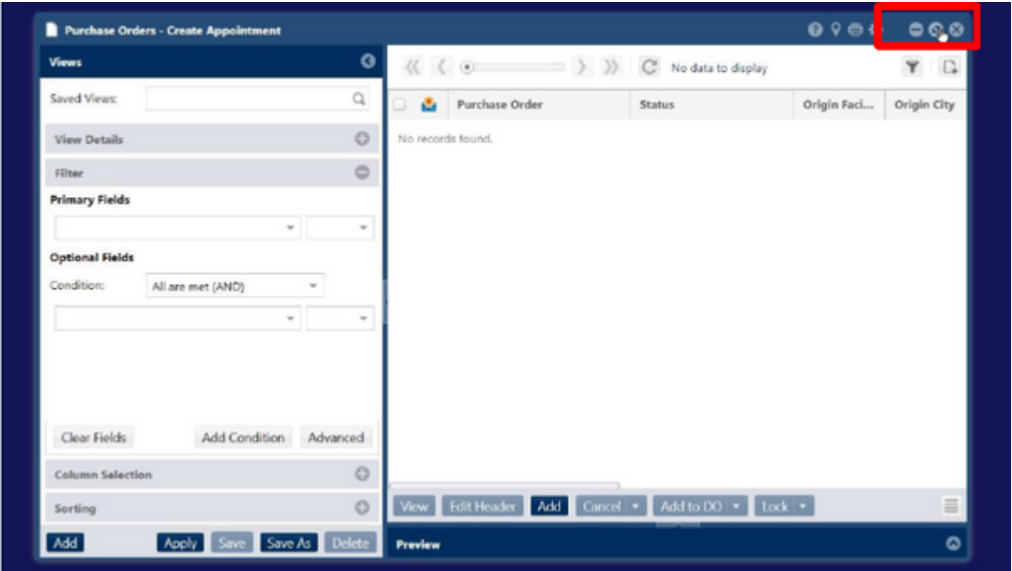 Purchase Orders - Create Appointment
Views
Saved Views:
View Details
Filter
Primary Fields
Optional Fields
Condition: All are met (AND)
Clear Fields Add Condition Advanced
Column Selection
Sorting
Add Apply Save Save As Delete
No data to display
Purchase Order Status Origin Faci... Origin City
No records found.
View Edit Header Add Cancel Add to DO Lock
Preview